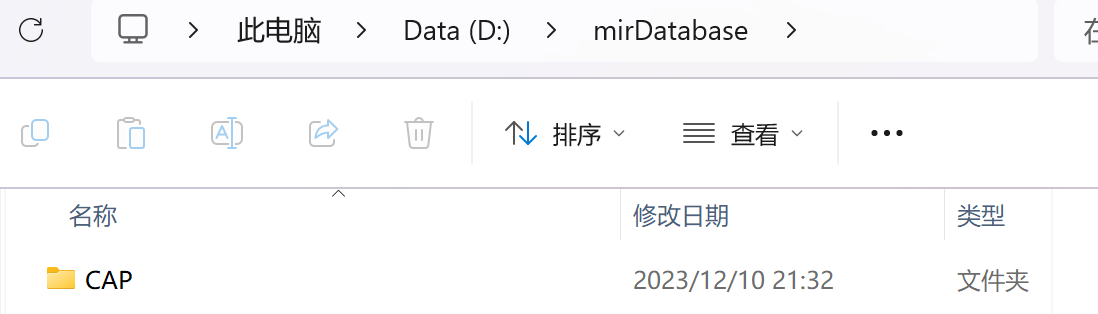 此电脑 Data (D:) mirDatabase 在
排序 查看
名称 修改日期 类型
CAP 2023/12/10 21:32 文件夹